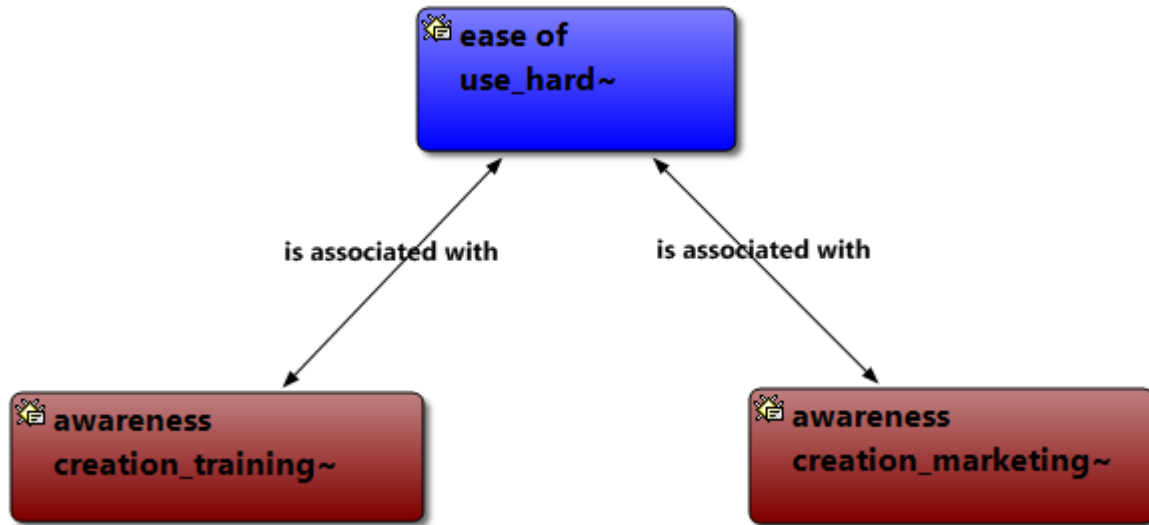 ease of
use_hard~
is associated with
is associated with
awareness
creation_training~
awareness
creation_marketing~